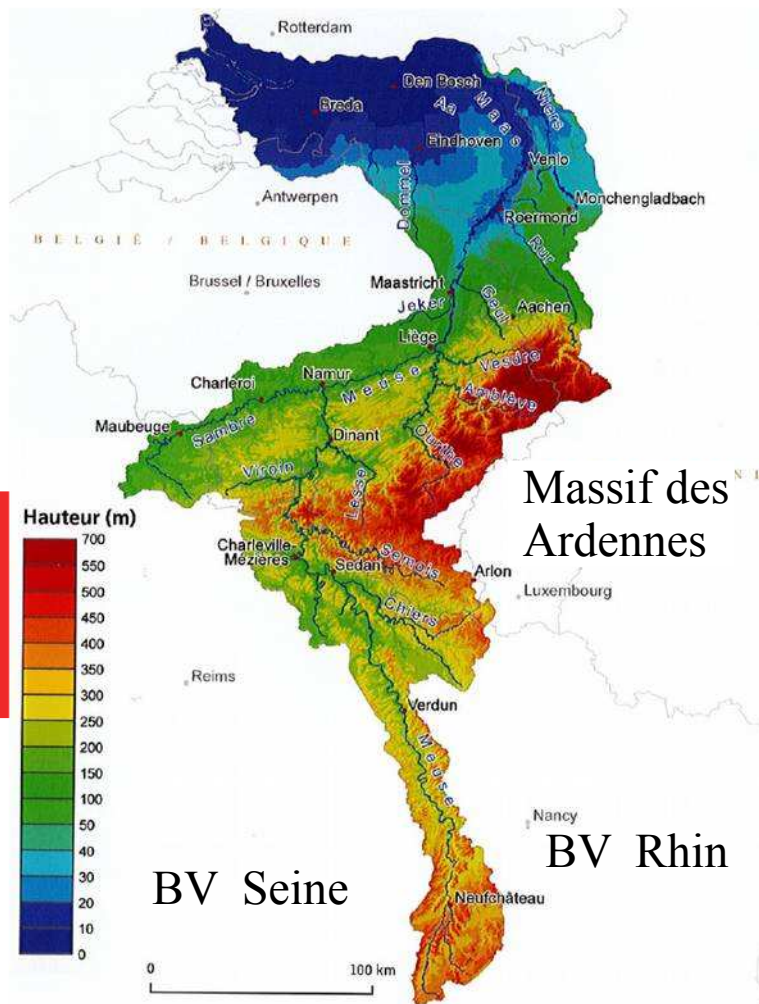 Rotterdam
Den Bosch
Aa
Maas
Niers
Breda
Eindhoven
Venlo
Dommel
Antwerpen
Monchengladbach
Roermond
BELGIË / BELGIQUE
Rur
Brussel / Bruxelles
Maastricht
Jeker
Geul
Aachen
Liège
Vesdre
Namur
Meuse
Charleroi
Amblève
Maubeuge
Sambre
Dinant
Ourthe
Viroin
Lesse
Massif des
Ardennes
Hauteur (m)
700
550
500
450
400
350
300
250
200
150
100
50
40
30
20
10
0
Charleville-
Mézières
Semois
Sedan
Arlon
Chiers
Luxembourg
Reims
Verdun
Meuse
Nancy
BV Rhin
BV Seine
Neufchâteau
0
100 km